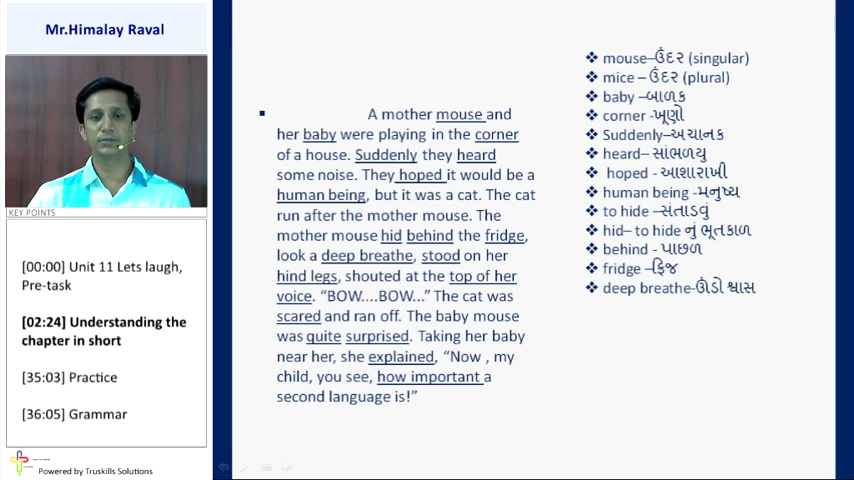 Mr.Himalay Raval
KEY POINTS
[00:00] Unit 11 Lets laugh,
Pre-task
[02:24] Understanding the
chapter in short
[35:03] Practice
[36:05] Grammar
Powered by Truskills Solutions
A mother mouse and
her baby were playing in the corner
of a house. Suddenly they heard
some noise. They hoped it would be a
human being, but it was a cat. The cat
run after the mother mouse. The
mother mouse hid behind the fridge,
look a deep breathe, stood on her
hind legs, shouted at the top of her
voice. “BOW....BOW...” The cat was
scared and ran off. The baby mouse
was quite surprised. Taking her baby
near her, she explained, “Now , my
child, you see, how important a
second language is!”
mouse–ઉંદર (singular)
mice – ઉંદર (plural)
baby –બાળક
corner -ખૂણો
Suddenly–અચાનક
heard– સાંભળયુ
hoped - આશારાખી
human being -મનુષ્ય
to hide –સંતાડવું
hid– to hide નું ભૂતકાળ
behind - પાછળ
fridge –ફ્રિજ
deep breathe-ઊંડો શ્વાસ